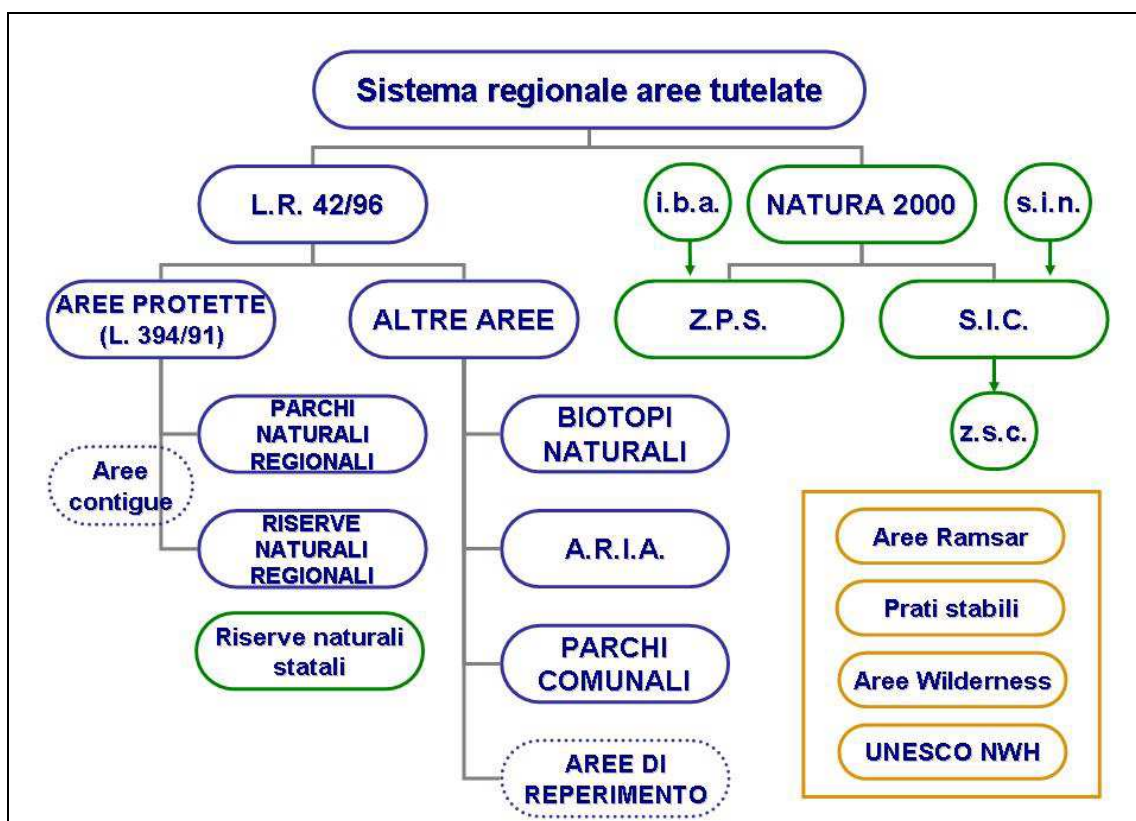 Sistema regionale aree tutelate
L.R. 42/96
i.b.a.
NATURA 2000
s.i.n.
AREE PROTETTE
(L. 394/91)
ALTRE AREE
Z.P.S.
S.I.C.
PARCHI
NATURALI
REGIONALI
BIOTOPI
NATURALI
z.s.c.
Aree
contigue
RISERVE
NATURALI
REGIONALI
A.R.I.A.
Riserve naturali
statali
PARCHI
COMUNALI
AREE DI
REPERIMENTO
Aree Ramsar
Prati stabili
Aree Wilderness
UNESCO NWH